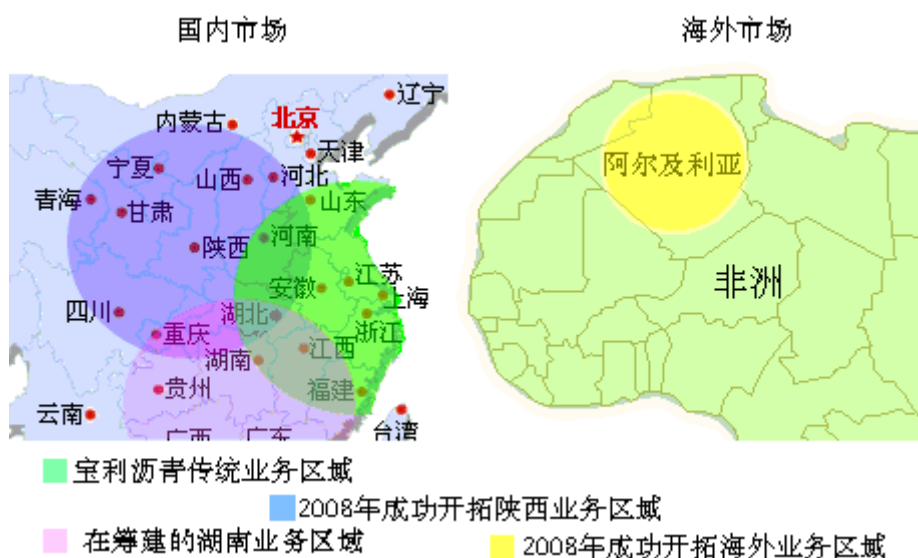 国内市场
海外市场
辽宁
内蒙古
北京
天津
宁夏
山西
河北
青海
甘肃
山东
陕西
河南
安徽
江苏
上海
四川
湖北
浙江
重庆
湖南
江西
贵州
福建
云南
台湾
广西
广东
阿尔及利亚
非洲
宝利沥青传统业务区域
2008年成功开拓陕西业务区域
在筹建的湖南业务区域
2008年成功开拓海外业务区域